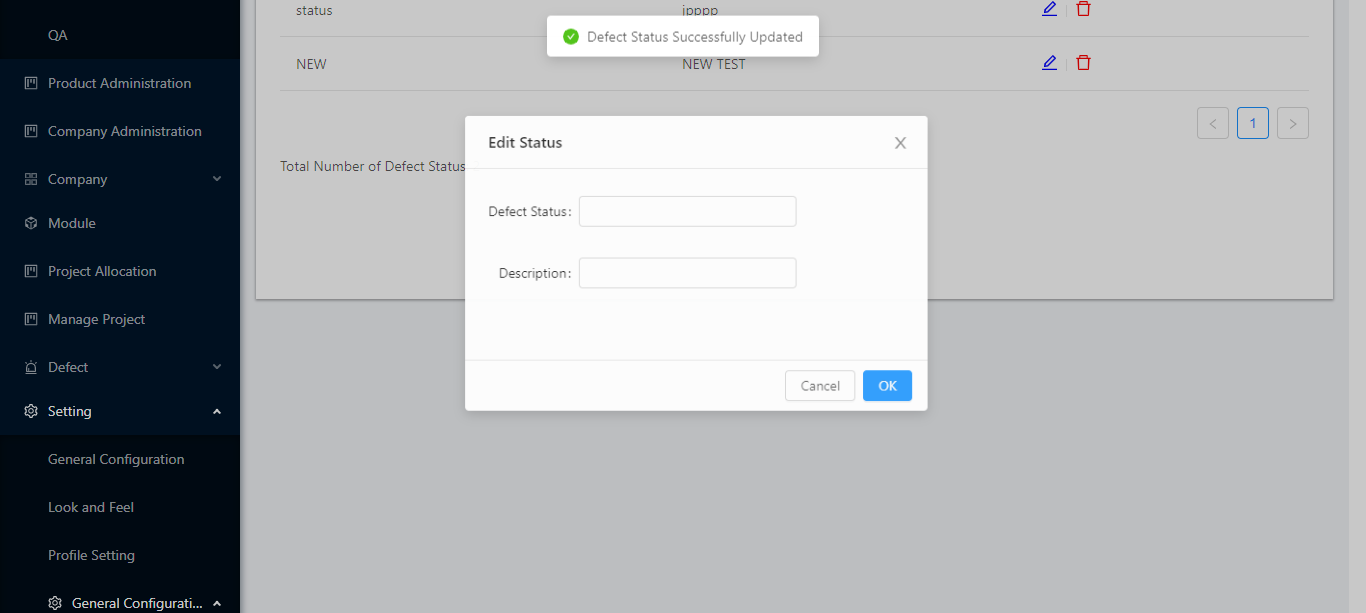 QA
Product Administration
Company Administration
Company
Module
Project Allocation
Manage Project
Defect
Setting
General Configuration
Look and Feel
Profile Setting
General Configurati...
status jpppp
Defect Status Successfully Updated
NEW NEW TEST
1
Total Number of Defect Status
Edit Status
Defect Status:
Description:
Cancel OK